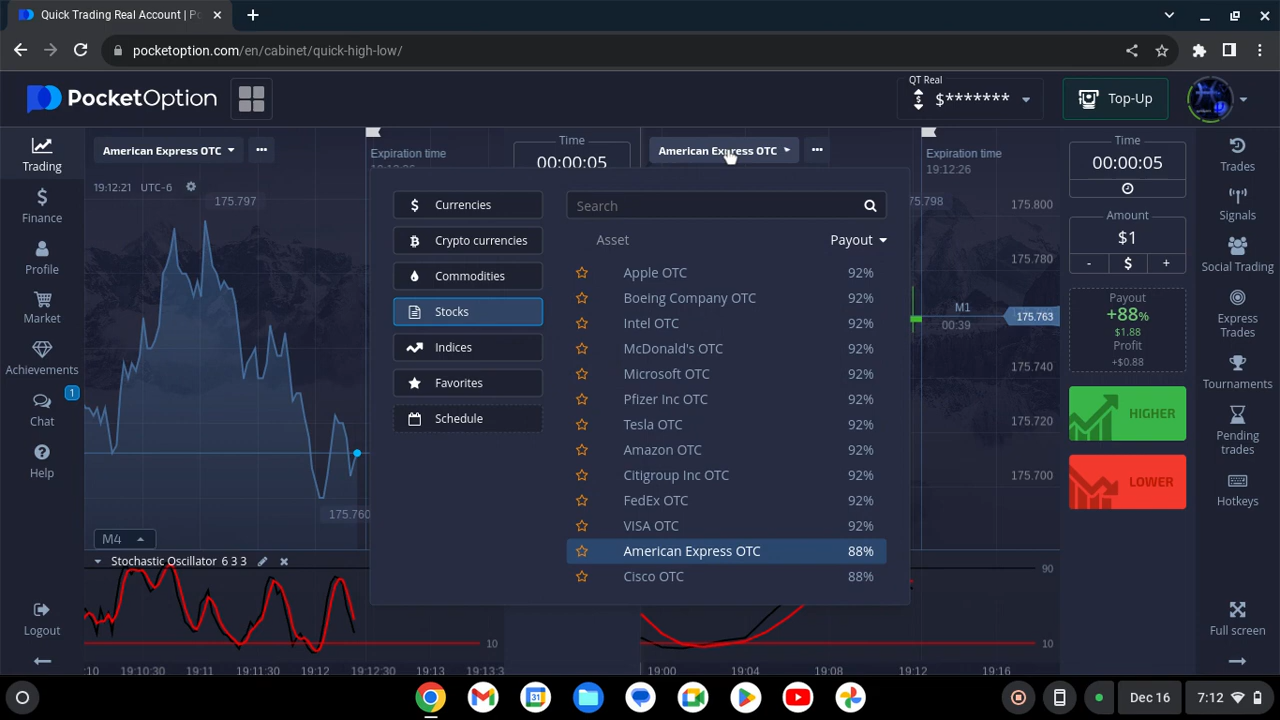 Quick Trading Real Account | Po
pocketoption.com/en/cabinet/quick-high-low/
PocketOption
QT Real
$*******
Top-Up
Trading
Finance
Profile
Market
Achievements
1
Chat
Help
Logout
American Express OTC
19:12:21 UTC-6
175.797
175.760
M4
Stochastic Oscillator 6 3 3
Expiration time
19:12:26
Time
00:00:05
American Express OTC
Currencies
Crypto currencies
Commodities
Stocks
Indices
Favorites
Schedule
Search
Asset Payout
Apple OTC 92%
Boeing Company OTC 92%
Intel OTC 92%
McDonald's OTC 92%
Microsoft OTC 92%
Pfizer Inc OTC 92%
Tesla OTC 92%
Amazon OTC 92%
Citigroup Inc OTC 92%
FedEx OTC 92%
VISA OTC 92%
American Express OTC 88%
Cisco OTC 88%
Expiration time
19:12:26
175.798
175.800
175.780
M1
00:39
175.763
175.740
175.720
175.700
90
10
10
:10 19:10:30 19:11 19:11:30 19:12 19:12:30 19:13 19:13:3
19:00 19:04 19:08 19:12 19:16
Time
00:00:05
Amount
$1
- $ +
Payout
+88%
$1.88
Profit
+$0.88
HIGHER
LOWER
Trades
Signals
Social Trading
Express
Trades
Tournaments
Pending
trades
Hotkeys
Full screen
31
Dec 16
7:12